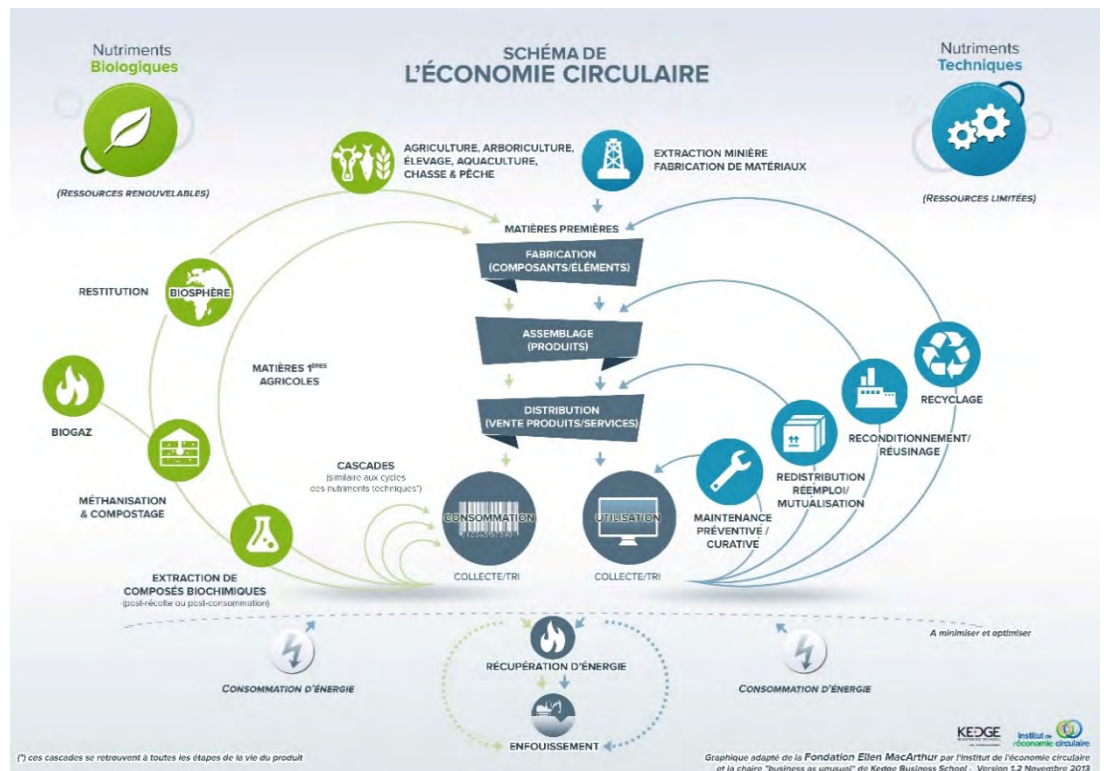 Nutriments
Biologiques
(RESSOURCES RENOUVELABLES)
SCHÉMA DE
L'ÉCONOMIE CIRCULAIRE
Nutriments
Techniques
(RESSOURCES LIMITÉES)
AGRICULTURE, ARBORICULTURE,
ÉLEVAGE, AQUACULTURE,
CHASSE & PÊCHE
EXTRACTION MINIÈRE
FABRICATION DE MATÉRIAUX
MATIÈRES PREMIÈRES
FABRICATION
(COMPOSANTS/ÉLÉMENTS)
RESTITUTION
BIOSPHÈRE
ASSEMBLAGE
(PRODUITS)
MATIÈRES 1ÈRES
AGRICOLES
BIOGAZ
DISTRIBUTION
(VENTE PRODUITS/SERVICES)
RECYCLAGE
RECONDITIONNEMENT/
RÉUSINAGE
REDISTRIBUTION
RÉEMPLOI/
MUTUALISATION
MAINTENANCE
PRÉVENTIVE /
CURATIVE
CASCADES
(similaire aux cycles
des nutriments techniques*)
MÉTHANISATION
& COMPOSTAGE
CONSOMMATION
UTILISATION
EXTRACTION DE
COMPOSÉS BIOCHIMIQUES
(post-récolte ou post-consommation)
COLLECTE/TRI
COLLECTE/TRI
A minimiser et optimiser
CONSOMMATION D'ÉNERGIE
RÉCUPÉRATION D'ÉNERGIE
CONSOMMATION D'ÉNERGIE
ENFOUISSEMENT
KEDGE
BUSINESS SCHOOL
institut de
l'économie circulaire
(*) ces cascades se retrouvent à toutes les étapes de la vie du produit
Graphique adapté de la Fondation Ellen MacArthur par l'Institut de l'économie circulaire
et la chaire "business as unusual" de Kedge Business School - Version 1.2 Novembre 2013